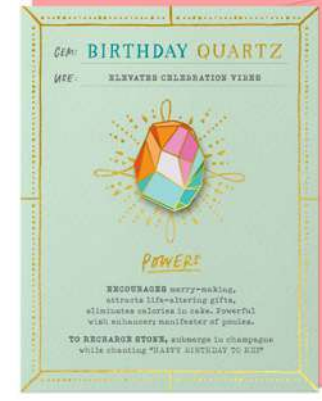 GEM: BIRTHDAY QUARTZ
USE: ELEVATES CELEBRATION VIBES
POWERS
ENCOURAGES merry-making,
attracts life-altering gifts,
eliminates calories in cake. Powerful
wish enhancer; manifester of ponies.
TO RECHARGE STONE, submerge in champagne
while chanting "HAPPY BIRTHDAY TO ME!"